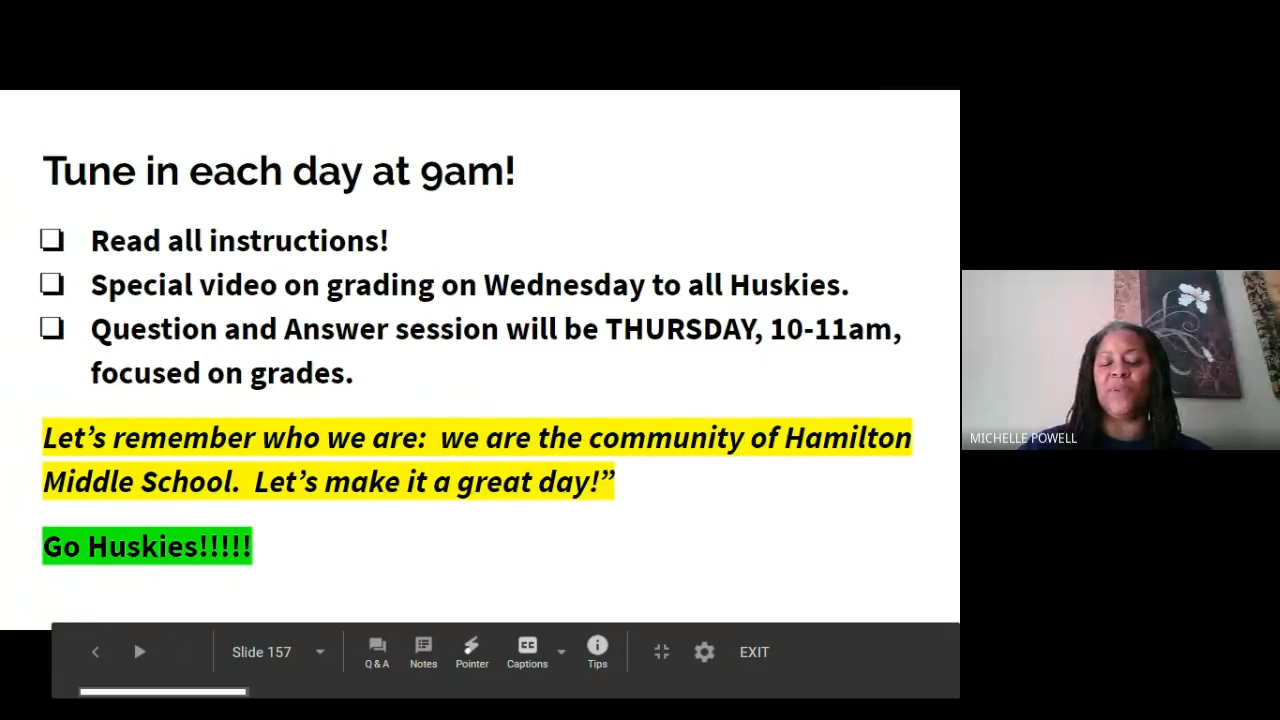 Tune in each day at 9am!
Read all instructions!
Special video on grading on Wednesday to all Huskies.
Question and Answer session will be THURSDAY, 10-11am,
focused on grades.
Let’s remember who we are:  we are the community of Hamilton
Middle School.  Let’s make it a great day!”
Go Huskies!!!!!
MICHELLE POWELL
Slide 157
Q & A
Notes
Pointer
CC
Captions
Tips
EXIT